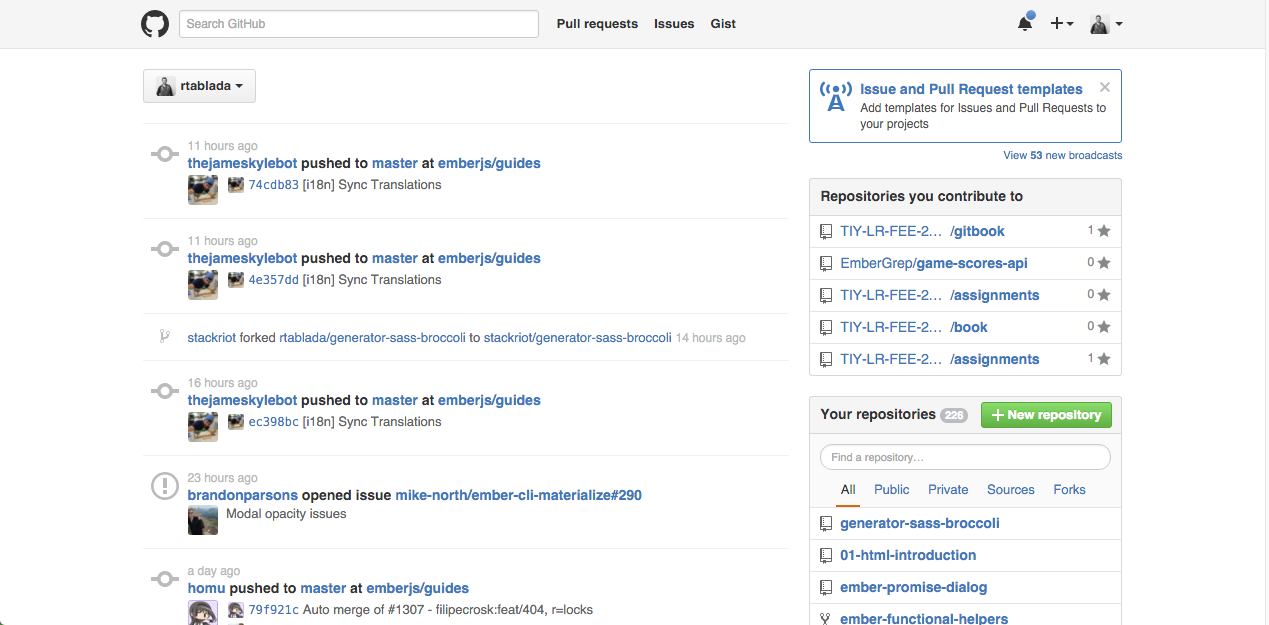 Search GitHub
Pull requests Issues Gist
rtablada
11 hours ago
thejameskylebot pushed to master at emberjs/guides
74cdb83 [i18n] Sync Translations
11 hours ago
thejameskylebot pushed to master at emberjs/guides
4e357dd [i18n] Sync Translations
stackriot forked rtablada/generator-sass-broccoli to stackriot/generator-sass-broccoli 14 hours ago
16 hours ago
thejameskylebot pushed to master at emberjs/guides
ec398bc [i18n] Sync Translations
23 hours ago
brandonparsons opened issue mike-north/ember-cli-materialize#290
Modal opacity issues
a day ago
homu pushed to master at emberjs/guides
79f921c Auto merge of #1307 - filipecrosk:feat/404, r=locks
Issue and Pull Request templates
Add templates for Issues and Pull Requests to
your projects
View 53 new broadcasts
Repositories you contribute to
TIY-LR-FEE-2… /gitbook 1
EmberGrep/game-scores-api 0
TIY-LR-FEE-2… /assignments 0
TIY-LR-FEE-2… /book 0
TIY-LR-FEE-2… /assignments 1
Your repositories 226 New repository
Find a repository…
All Public Private Sources Forks
generator-sass-broccoli
01-html-introduction
ember-promise-dialog
ember-functional-helpers